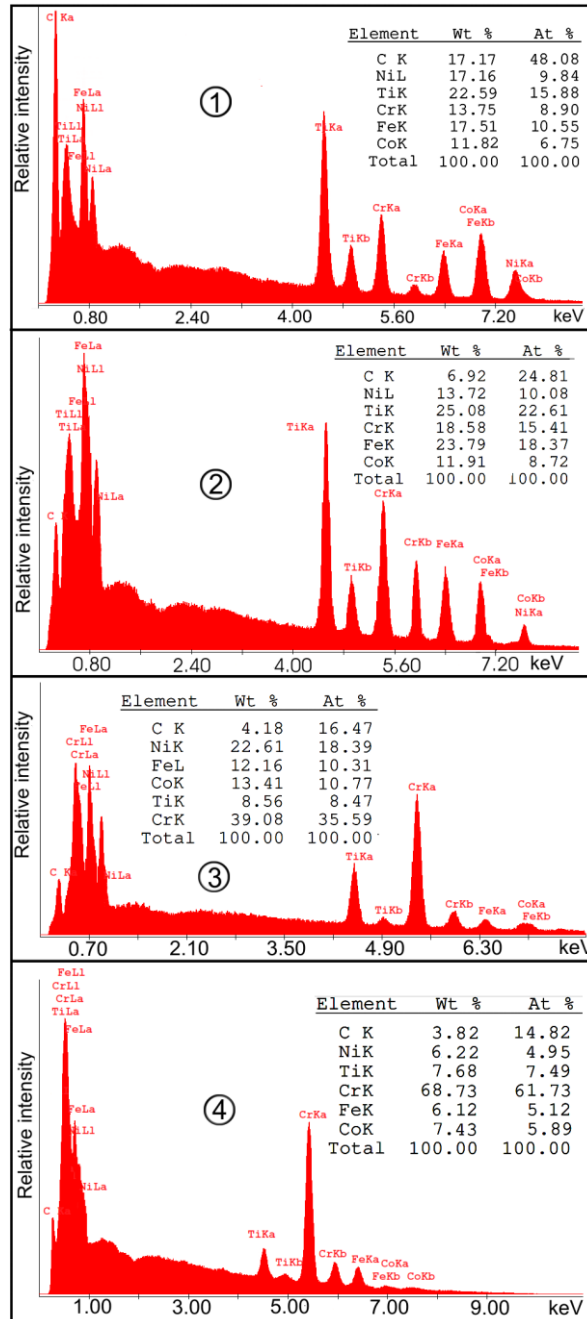 C Ka
FeLa
NiLl
TiLl
TiLa
FeLl
NiLa
①
Element Wt % At %
C K 17.17 48.08
NiL 17.16 9.84
TiK 22.59 15.88
CrK 13.75 8.90
FeK 17.51 10.55
CoK 11.82 6.75
Total 100.00 100.00
TiKa
TiKb
CrKa
CrKb
FeKa
CoKa
FeKb
NiKa
CoKb
Relative intensity
0.80 2.40 4.00 5.60 7.20 keV
FeLa
NiLl
FeLl
TiLl
TiLa
NiLa
C
②
Element Wt % At %
C K 6.92 24.81
NiL 13.72 10.08
TiK 25.08 22.61
CrK 18.58 15.41
FeK 23.79 18.37
CoK 11.91 8.72
Total 100.00 100.00
TiKa
TiKb
CrKa
CrKb
FeKa
CoKa
FeKb
CoKb
NiKa
Relative intensity
0.80 2.40 4.00 5.60 7.20 keV
Element Wt % At %
C K 4.18 16.47
NiK 22.61 18.39
FeL 12.16 10.31
CoK 13.41 10.77
TiK 8.56 8.47
CrK 39.08 35.59
Total 100.00 100.00
FeLa
CrLl
CrLa
NiLl
FeLl
NiLa
C Ka
③
TiKa
TiKb
CrKa
CrKb
FeKa
CoKa
FeKb
Relative intensity
0.70 2.10 3.50 4.90 6.30 keV
FeLl
CrLl
CrLa
TiLa
FeLa
FeLa
NiLl
NiLa
C
④
Element Wt % At %
C K 3.82 14.82
NiK 6.22 4.95
TiK 7.68 7.49
CrK 68.73 61.73
FeK 6.12 5.12
CoK 7.43 5.89
Total 100.00 100.00
TiKa
TiKb
CrKa
CrKb
FeKa
CoKa
FeKb
CoKb
Relative intensity
1.00 3.00 5.00 7.00 9.00 keV